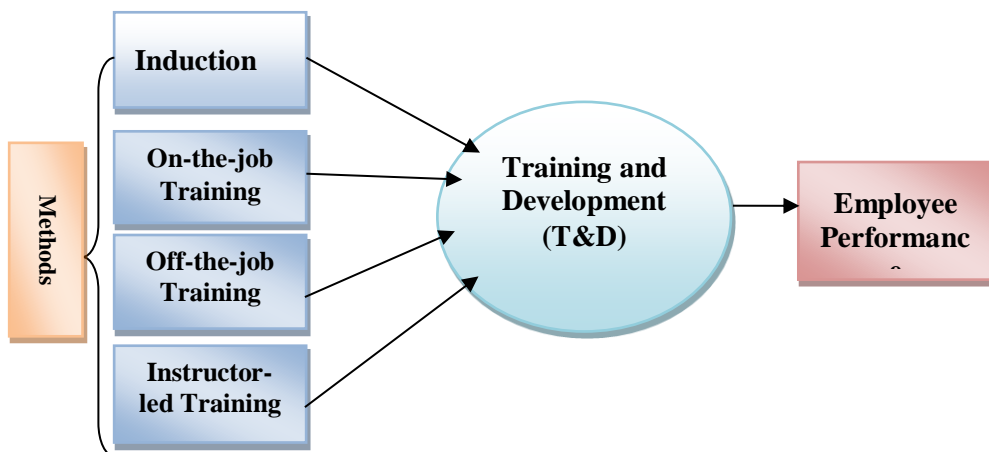 Methods
Induction
On-the-job
Training
Off-the-job
Training
Instructor-
led Training
Training and
Development
(T&D)
Employee
Performanc